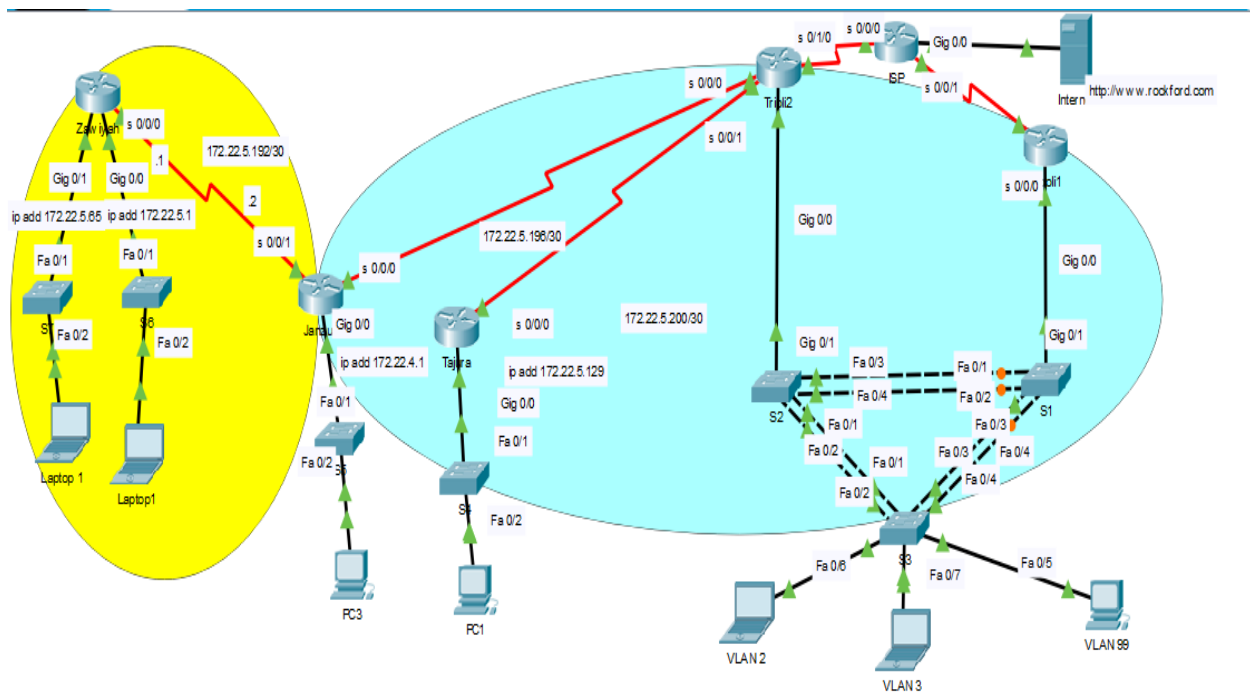 s 0/1/0
s 0/0/0
Gig 0/0
ISP
Intern
http://www.rockford.com
s 0/0/0
Tripli2
s 0/0/1
s 0/0/1
Zawiyah
s 0/0/0
172.22.5.192/30
.1
Gig 0/1
Gig 0/0
ip add 172.22.5.65
ip add 172.22.5.1
.2
s 0/0/1
Fa 0/1
Fa 0/1
s 0/0/0
172.22.5.196/30
Gig 0/0
s 0/0/0
Gig 0/0
S7
S6
Fa 0/2
Fa 0/2
Janau
Gig 0/0
s 0/0/0
172.22.5.200/30
Gig 0/1
Gig 0/1
ip add 172.22.4.1
Tajura
ip add 172.22.5.129
Fa 0/3
Fa 0/1
Fa 0/4
Fa 0/2
S2
S1
Gig 0/0
Fa 0/1
Fa 0/1
Fa 0/1
Fa 0/3
Fa 0/2
Fa 0/4
Fa 0/2
S5
Fa 0/1
Fa 0/3
Fa 0/2
Fa 0/4
Laptop 1
Laptop1
S4
Fa 0/2
S3
Fa 0/6
Fa 0/7
Fa 0/5
PC3
PC1
VLAN 2
VLAN 3
VLAN 99